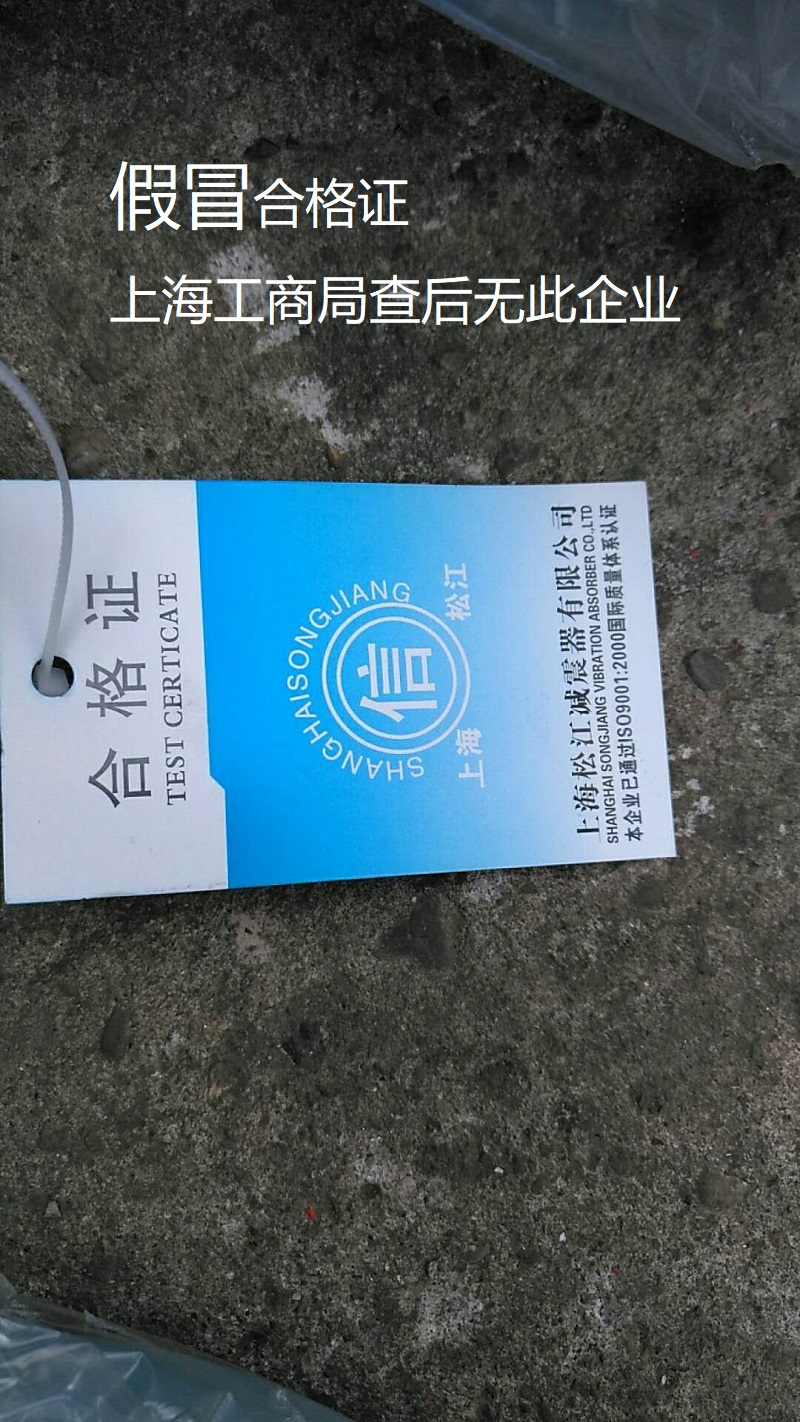 假冒合格证
上海工商局查后无此企业
合格证
TEST CERTICATE
SHANGHAISONGJIANG
信
上海 松江
上海松江减震器有限公司
SHANGHAI SONGJIANG VIBRATION ABSORBER CO.,LTD
本企业已通过ISO9001:2000国际质量体系认证